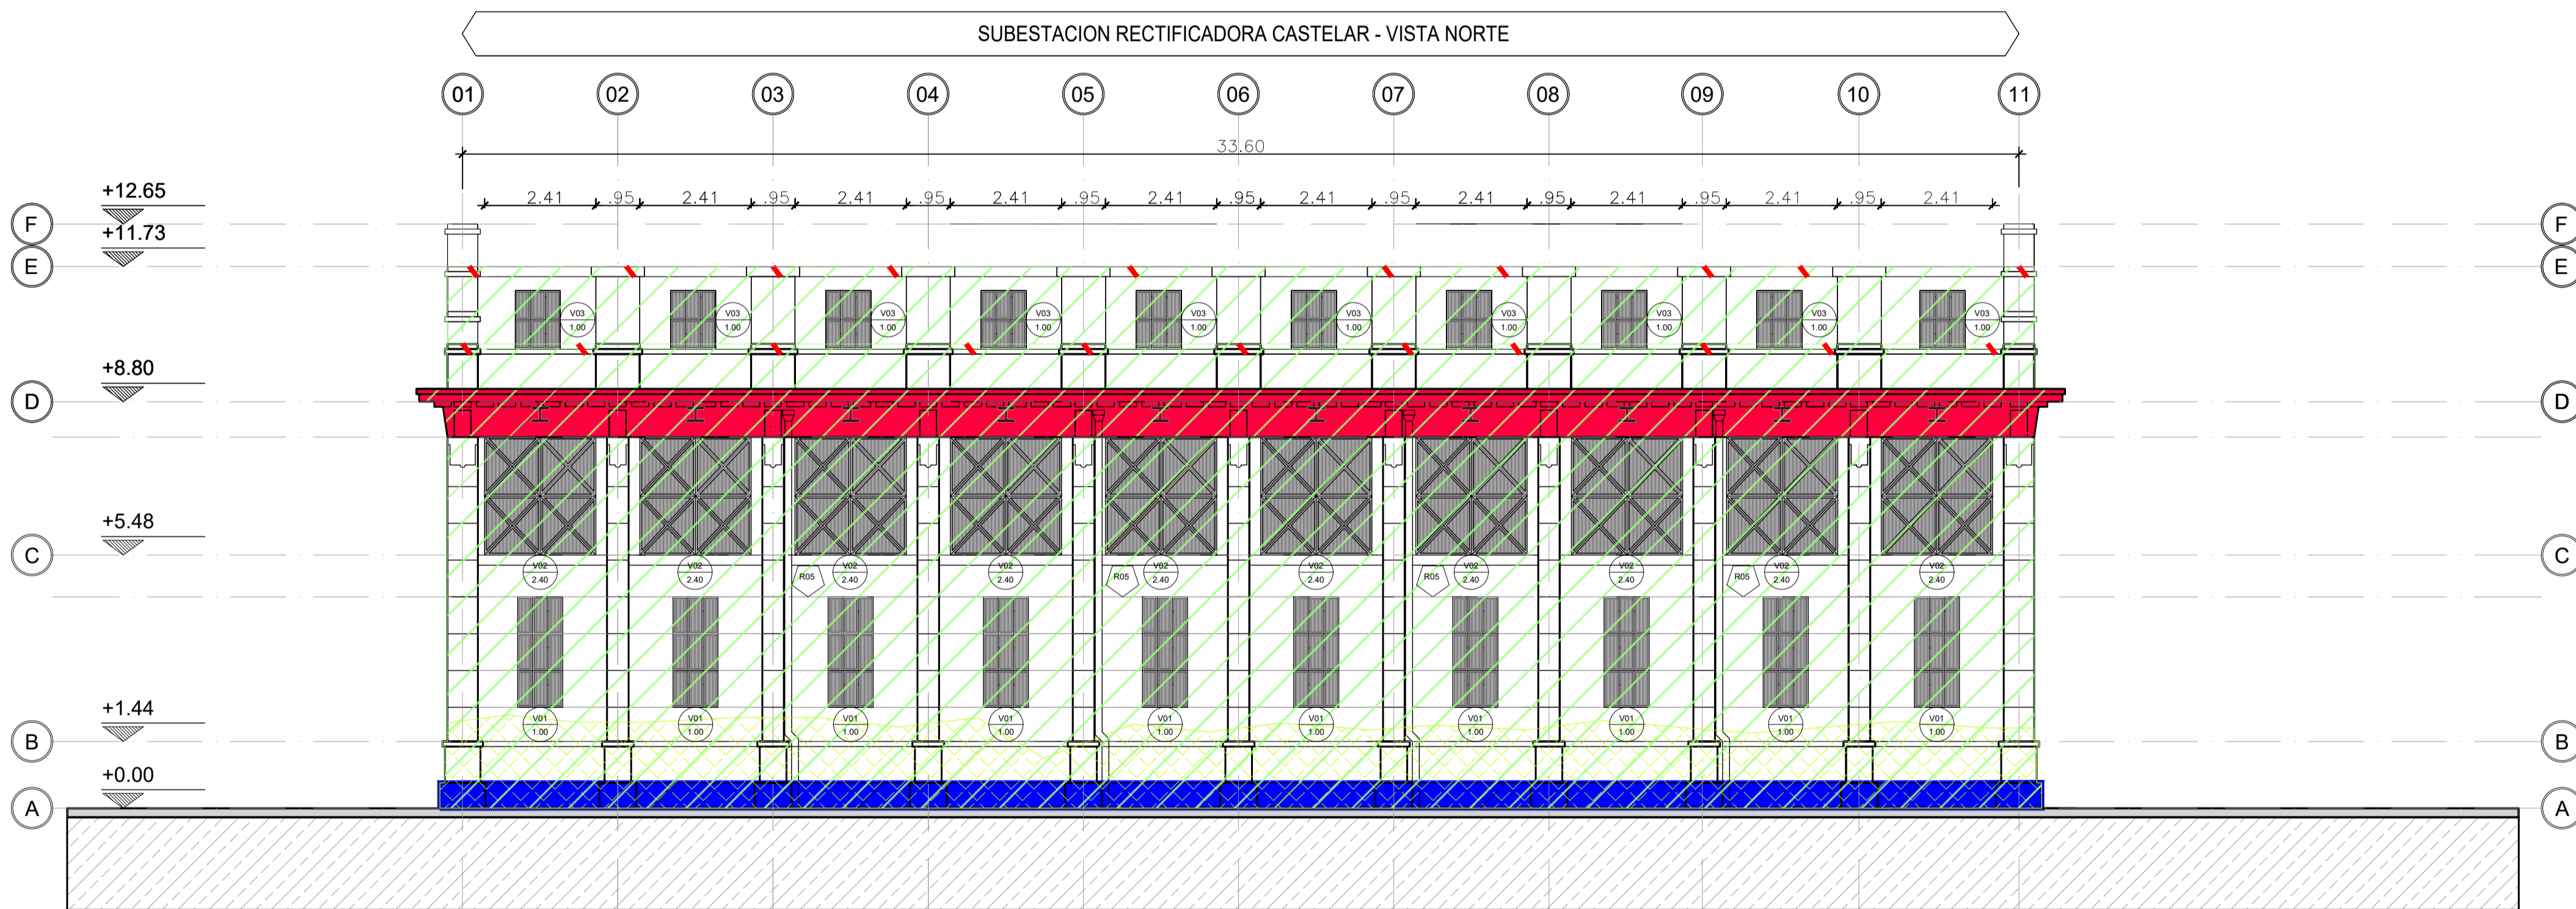 SUBESTACION RECTIFICADORA CASTELAR - VISTA NORTE
01 02 03 04 05 06 07 08 09 10 11
33.60
+12.65
2.41 .95 2.41 .95 2.41 .95 2.41 .95 2.41 .95 2.41 .95 2.41 .95 2.41 .95 2.41 .95 2.41
F F
+11.73
E E
V03 V03 V03 V03 V03 V03 V03 V03 V03 V03
1.00 1.00 1.00 1.00 1.00 1.00 1.00 1.00 1.00 1.00
+8.80
D D
+5.48
C C
V02 V02 V02 V02 V02 V02 V02 V02 V02 V02
R05 R05 R05 R05
2.40 2.40 2.40 2.40 2.40 2.40 2.40 2.40 2.40 2.40
+1.44
V01 V01 V01 V01 V01 V01 V01 V01 V01 V01
1.00 1.00 1.00 1.00 1.00 1.00 1.00 1.00 1.00 1.00
B B
+0.00
A A